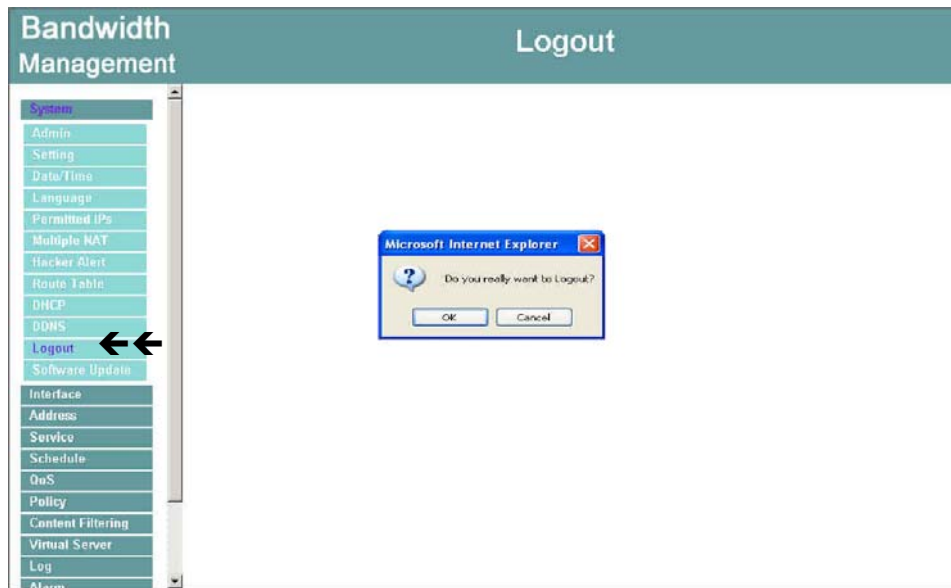 Bandwidth
Management
Logout
System
Admin
Setting
Date/Time
Language
Permitted IPs
Multiple NAT
Hacker Alert
Route Table
DHCP
DDNS
Logout
Software Update
Interface
Address
Service
Schedule
QoS
Policy
Content Filtering
Virtual Server
Log
Alarm
Microsoft Internet Explorer
Do you really want to Logout?
OK
Cancel